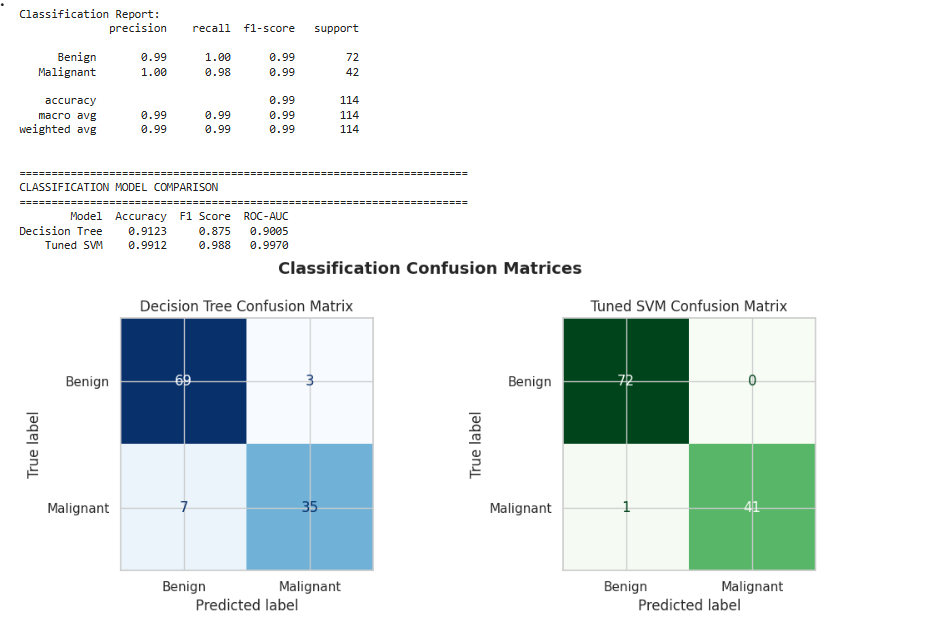 Classification Report:
precision recall f1-score support
Benign 0.99 1.00 0.99 72
Malignant 1.00 0.98 0.99 42
accuracy 0.99 114
macro avg 0.99 0.99 0.99 114
weighted avg 0.99 0.99 0.99 114
======================================================================
CLASSIFICATION MODEL COMPARISON
======================================================================
Model Accuracy F1 Score ROC-AUC
Decision Tree 0.9123 0.875 0.9005
Tuned SVM 0.9912 0.988 0.9970
Classification Confusion Matrices
Decision Tree Confusion Matrix
True label
Benign 69 3
Malignant 7 35
Benign Malignant
Predicted label
Tuned SVM Confusion Matrix
True label
Benign 72 0
Malignant 1 41
Benign Malignant
Predicted label